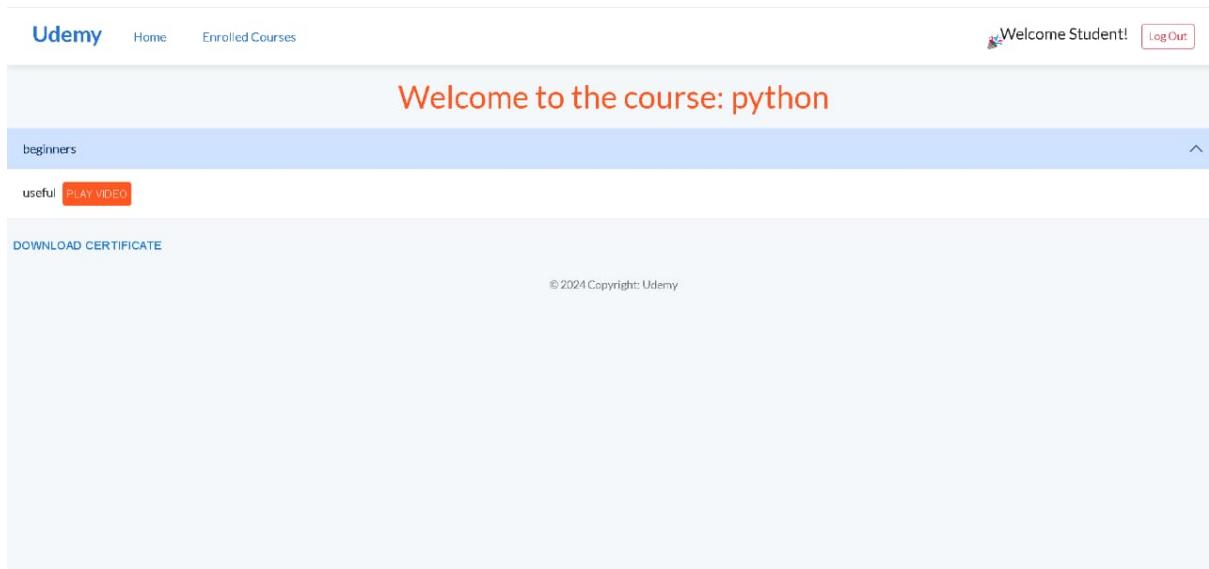 Udemy Home Enrolled Courses Welcome Student! Log Out
Welcome to the course: python
beginners
useful PLAY VIDEO
DOWNLOAD CERTIFICATE
© 2024 Copyright: Udemy